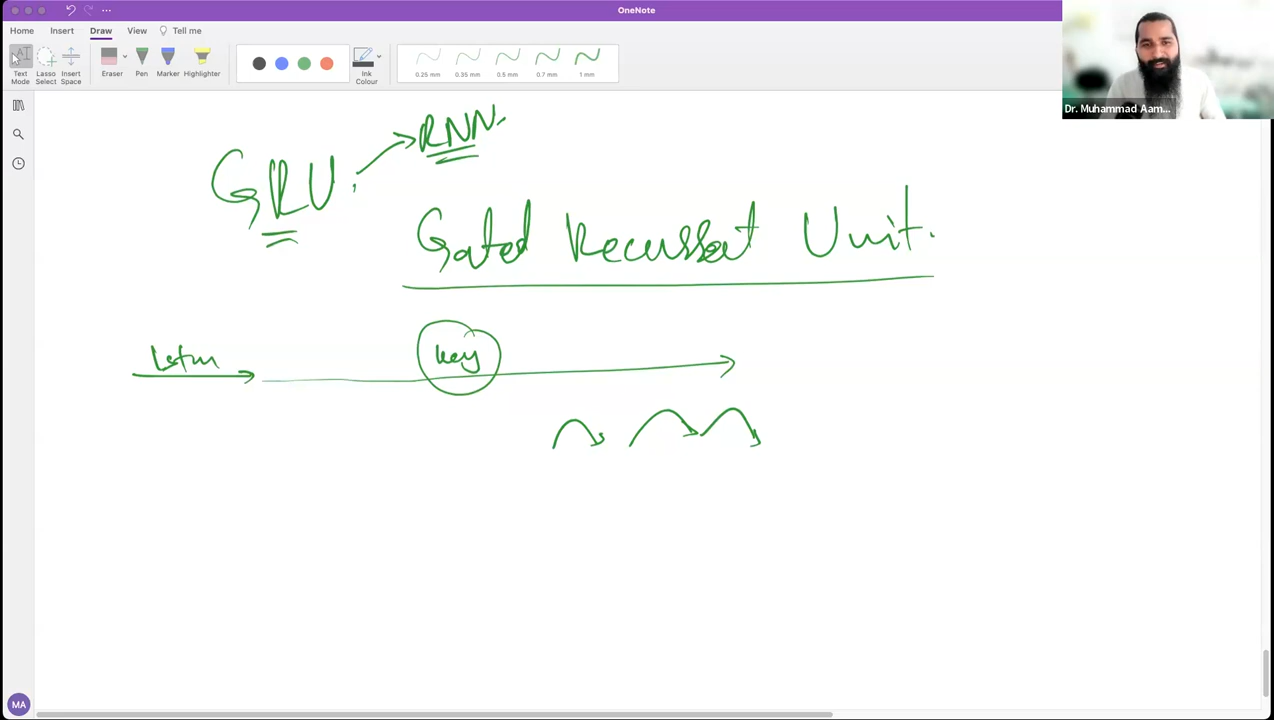 OneNote
Home Insert Draw View Tell me
Text Mode
Lasso Select
Insert Space
Eraser
Pen
Marker
Highlighter
Ink Colour
0.25 mm 0.35 mm 0.5 mm 0.7 mm 1 mm
Dr. Muhammad Aam...
RNN.
GRU.
Gated Recurrent Unit.
lstm
key
MA